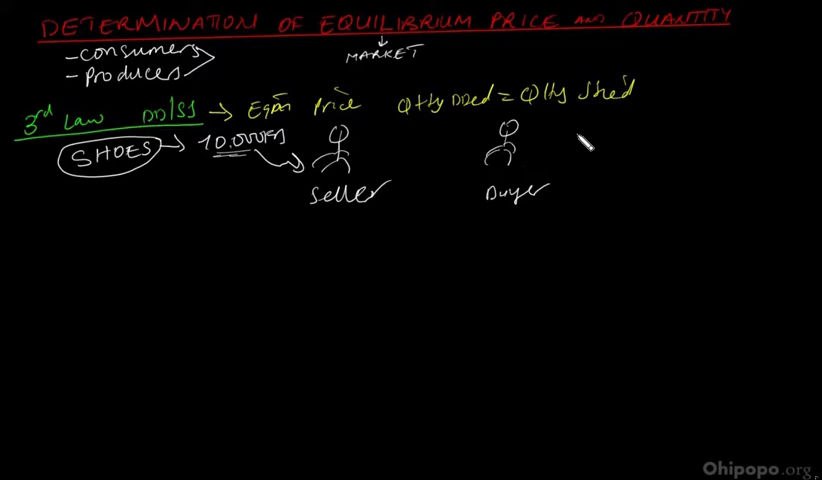 DETERMINATION OF EQUILIBRIUM PRICE AND QUANTITY
- consumers
- Producers
MARKET
3rd Law DD/SS → Eqm Price Qtty DDed = Qtty SSed
SHOES → 10,000
Seller
Buyer
Ohipopo.org